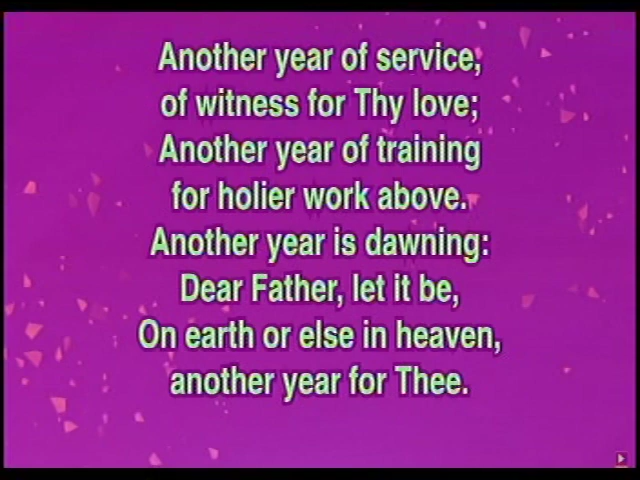 Another year of service,
of witness for Thy love;
Another year of training
for holier work above.
Another year is dawning:
Dear Father, let it be,
On earth or else in heaven,
another year for Thee.